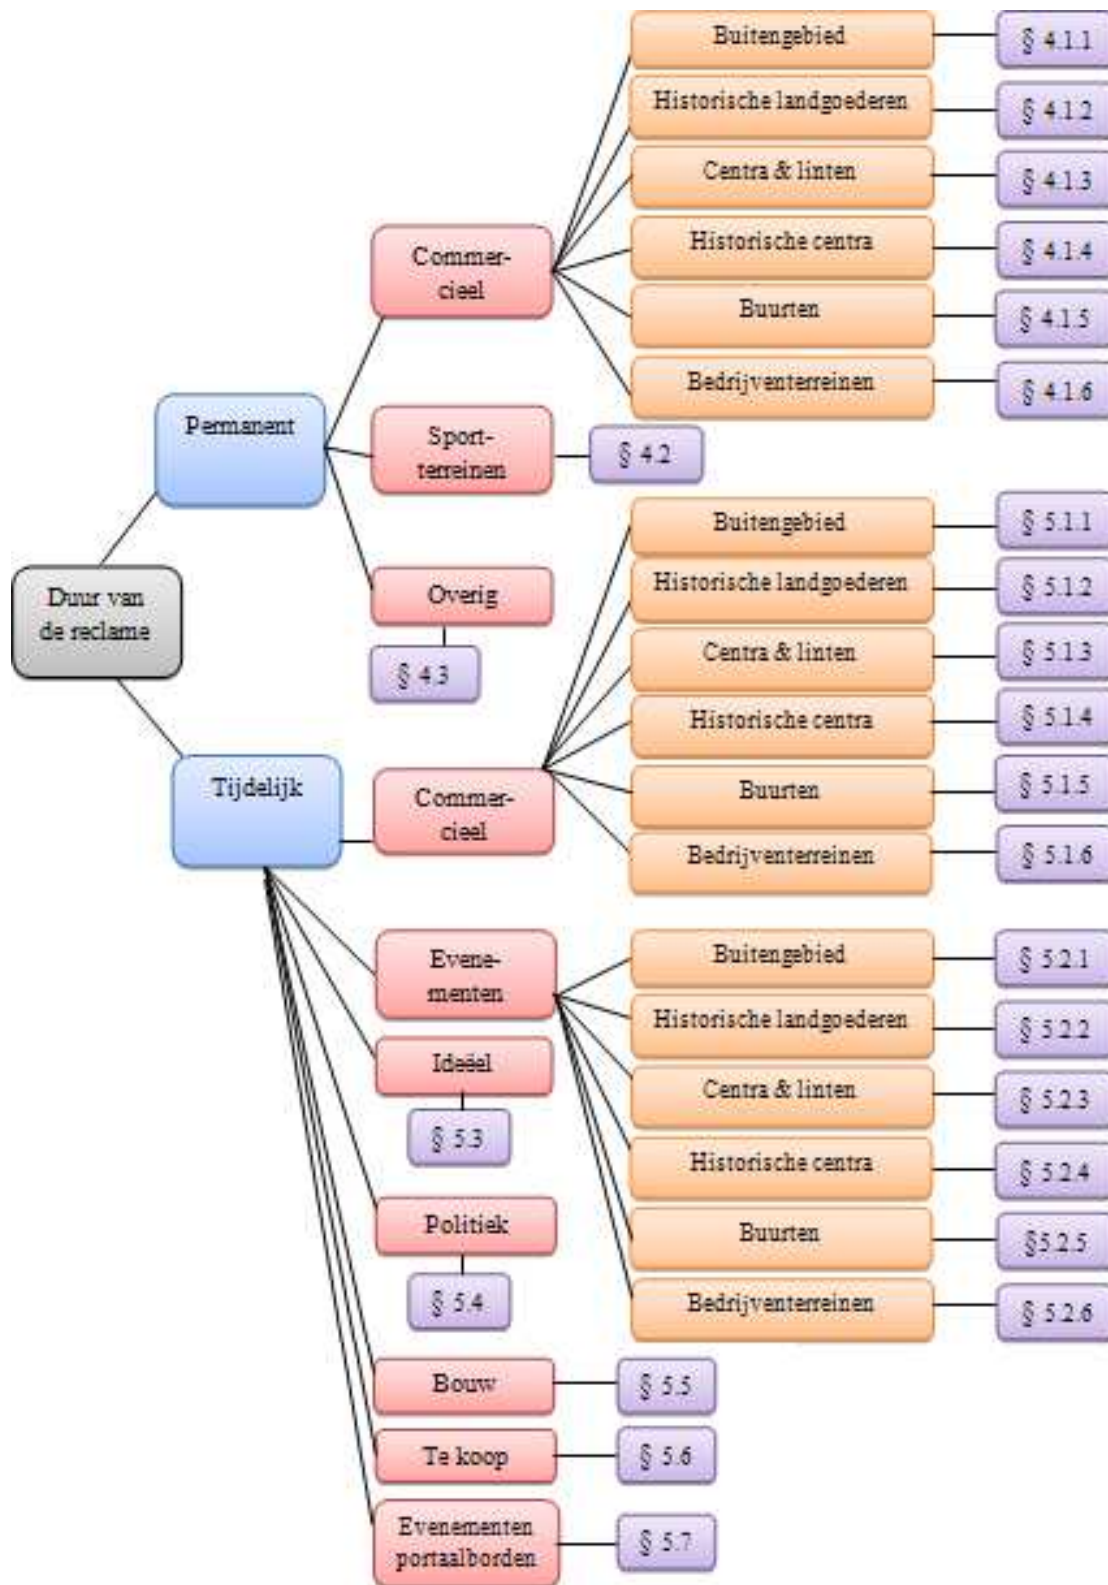 Duur van
de reclame
Permanent
Commer-
cieel
Buitengebied
§ 4.1.1
Historische landgoederen
§ 4.1.2
Centra & linten
§ 4.1.3
Historische centra
§ 4.1.4
Buurten
§ 4.1.5
Bedrijventerreinen
§ 4.1.6
Sport-
terreinen
§ 4.2
Overig
§ 4.3
Tijdelijk
Commer-
cieel
Buitengebied
§ 5.1.1
Historische landgoederen
§ 5.1.2
Centra & linten
§ 5.1.3
Historische centra
§ 5.1.4
Buurten
§ 5.1.5
Bedrijventerreinen
§ 5.1.6
Evene-
menten
Buitengebied
§ 5.2.1
Historische landgoederen
§ 5.2.2
Centra & linten
§ 5.2.3
Historische centra
§ 5.2.4
Buurten
§5.2.5
Bedrijventerreinen
§ 5.2.6
Ideëel
§ 5.3
Politiek
§ 5.4
Bouw
§ 5.5
Te koop
§ 5.6
Evenementen
portaalborden
§ 5.7